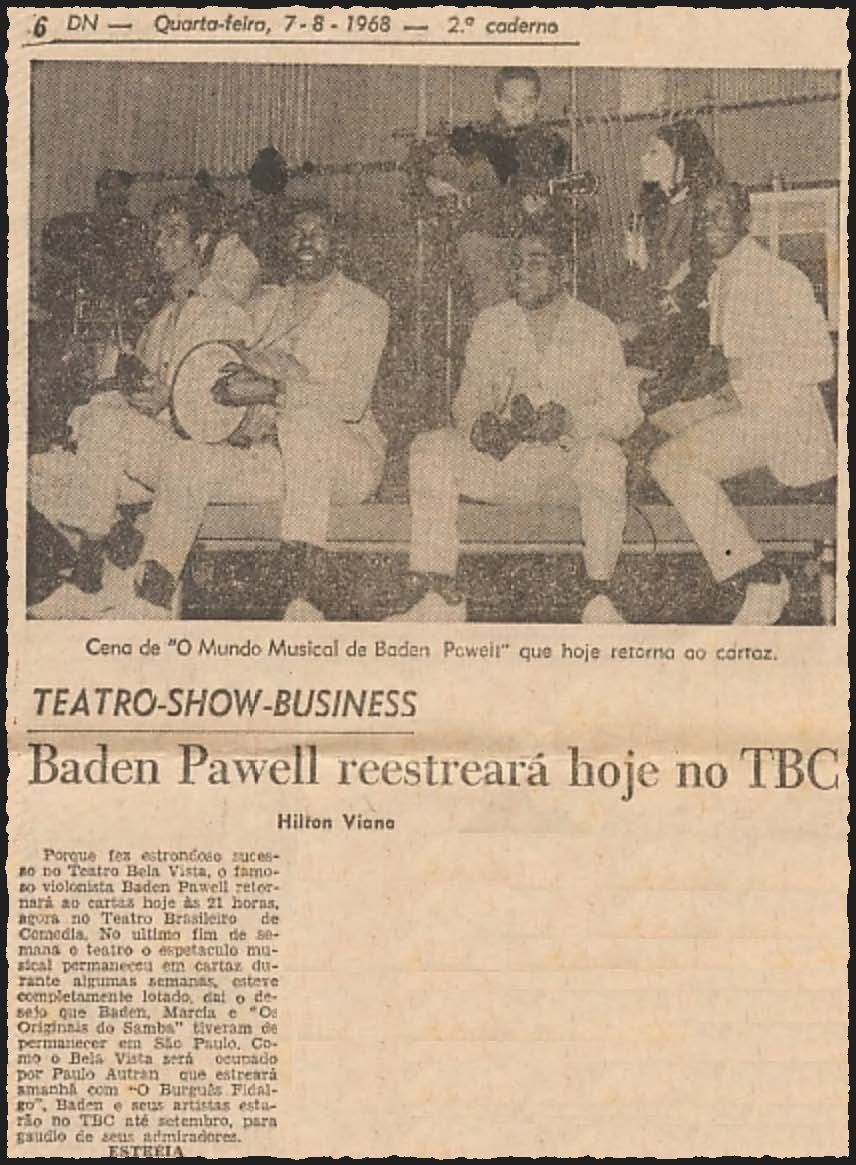 6 DN — Quarta-feira, 7-8-1968 — 2.º caderno
Cena de "O Mundo Musical de Baden Powell" que hoje retorna ao cartaz.
TEATRO-SHOW-BUSINESS
Baden Pawell reestreará hoje no TBC
Hilton Viana
Porque fez estrondoso suces-
so no Teatro Bela Vista, o famo-
so violonista Baden Pawell retor-
nará ao cartaz hoje às 21 horas,
agora no Teatro Brasileiro de
Comedia. No ultimo fim de se-
mana o teatro o espetaculo mu-
sical permaneceu em cartaz du-
rante algumas semanas, esteve
completamente lotado, daí o de-
sejo que Baden, Marcia e "Os
Originais do Samba" tiveram de
permanecer em São Paulo. Co-
mo o Bela Vista será ocupado
por Paulo Autran que estreará
amanhã com "O Burguês Fidal-
go", Baden e seus artistas esta-
rão no TBC até setembro, para
gaudio de seus admiradores.
ESTRÉIA